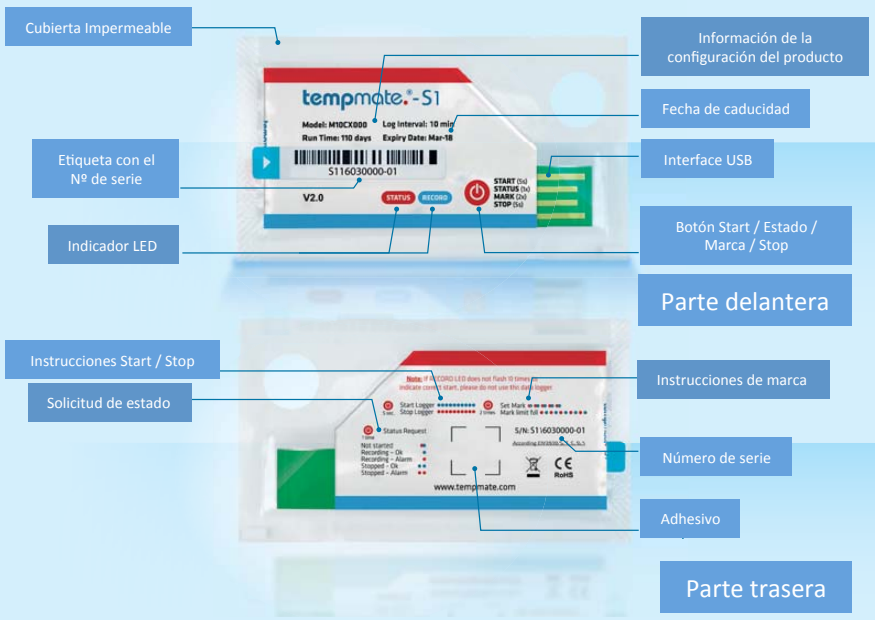 Cubierta Impermeable
Información de la
configuración del producto
Fecha de caducidad
Interface USB
Botón Start / Estado /
Marca / Stop
Etiqueta con el
Nº de serie
Indicador LED
tempmate.®-S1
Model: M10CX000 Log Interval: 10 min
Run Time: 110 days Expiry Date: Mar-18
S116030000-01
V2.0
STATUS
RECORD
START (5s)
STATUS (1x)
MARK (2x)
STOP (5s)
Parte delantera
Instrucciones Start / Stop
Solicitud de estado
Instrucciones de marca
Número de serie
Adhesivo
Note: If RECORD LED does not flash 10 times to
indicate correct start, please do not use this data logger
5 sec.
Start Logger
Stop Logger
2 times
Set Mark
Mark limit full
1 time
Status Request
Not started
Recording – Ok
Recording – Alarm
Stopped – Ok
Stopped – Alarm
S/N: S116030000-01
CE
RoHS
www.tempmate.com
Parte trasera